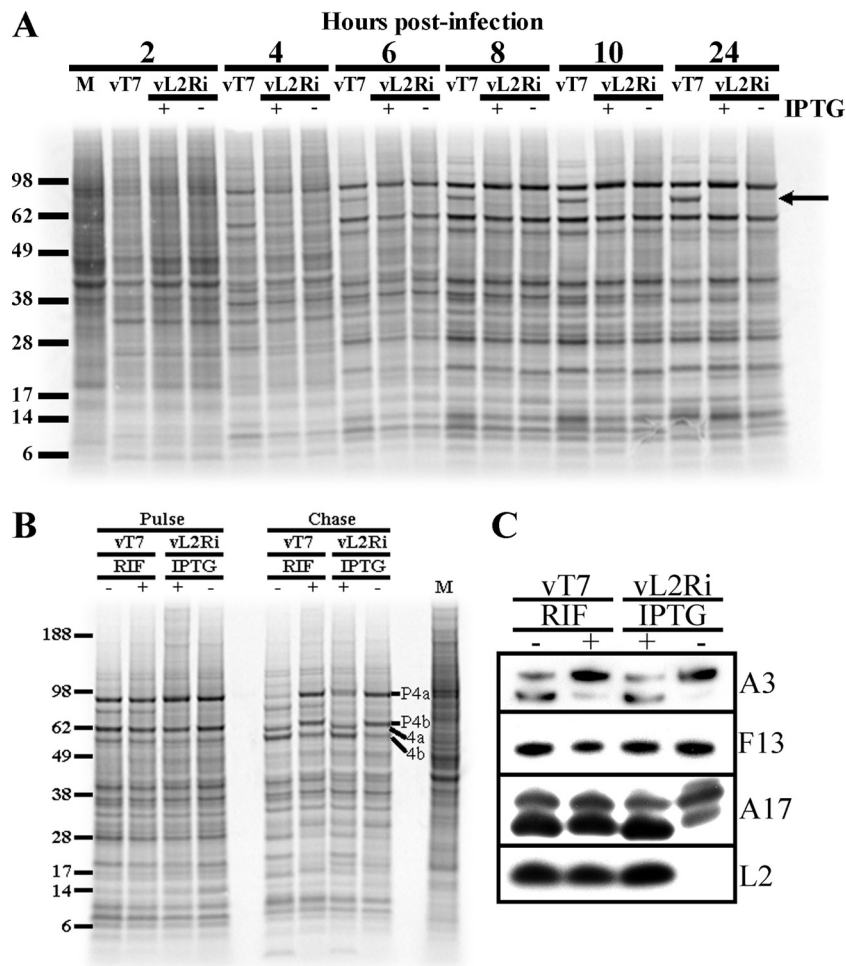 A
Hours post-infection
2 4 6 8 10 24
M vT7 vL2Ri vT7 vL2Ri vT7 vL2Ri vT7 vL2Ri vT7 vL2Ri vT7 vL2Ri
+ - + - + - + - + - + - IPTG
98
62
49
38
28
17
14
6
B
Pulse Chase
vT7 vL2Ri vT7 vL2Ri
RIF IPTG RIF IPTG
- + + - - + + - M
188
98
62
49
38
28
17
14
6
P4a
P4b
4a
4b
C
vT7 vL2Ri
RIF IPTG
- + + -
A3
F13
A17
L2